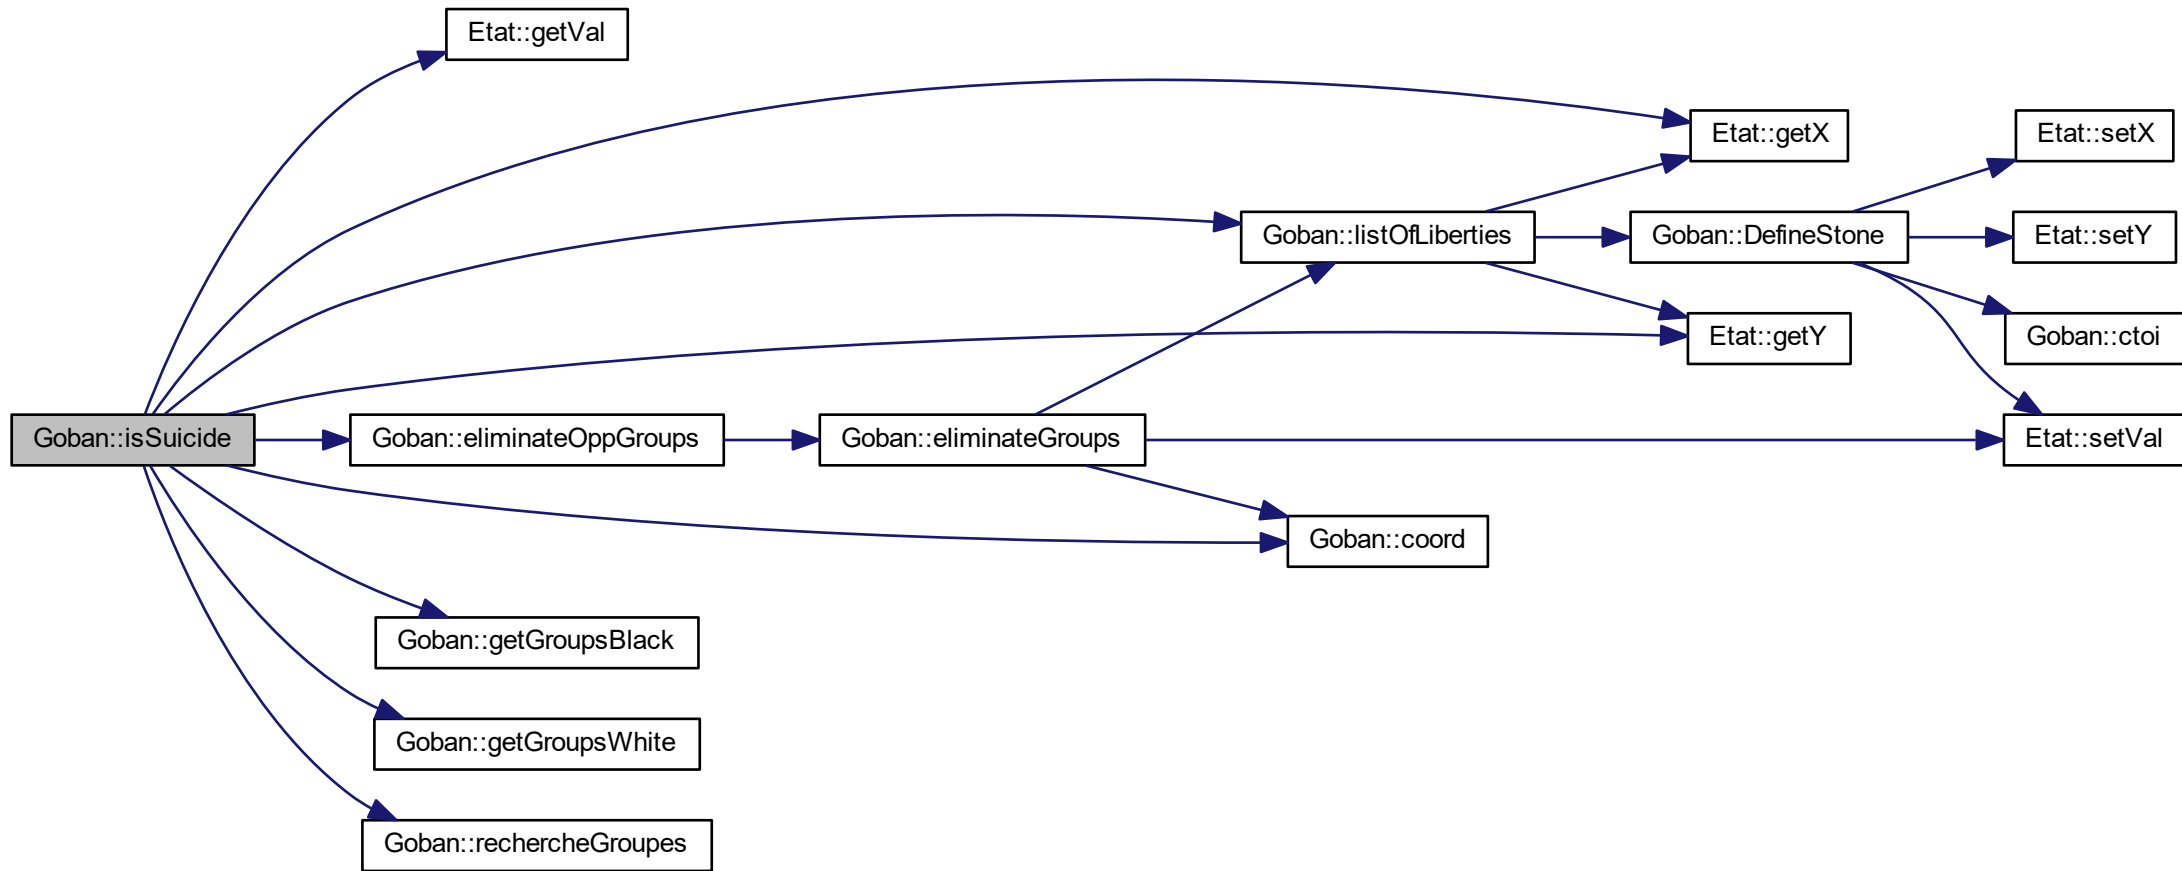 Etat::getVal
Etat::getX
Etat::setX
Goban::listOfLiberties
Goban::DefineStone
Etat::setY
Etat::getY
Goban::ctoi
Goban::isSuicide
Goban::eliminateOppGroups
Goban::eliminateGroups
Etat::setVal
Goban::coord
Goban::getGroupsBlack
Goban::getGroupsWhite
Goban::rechercheGroupes